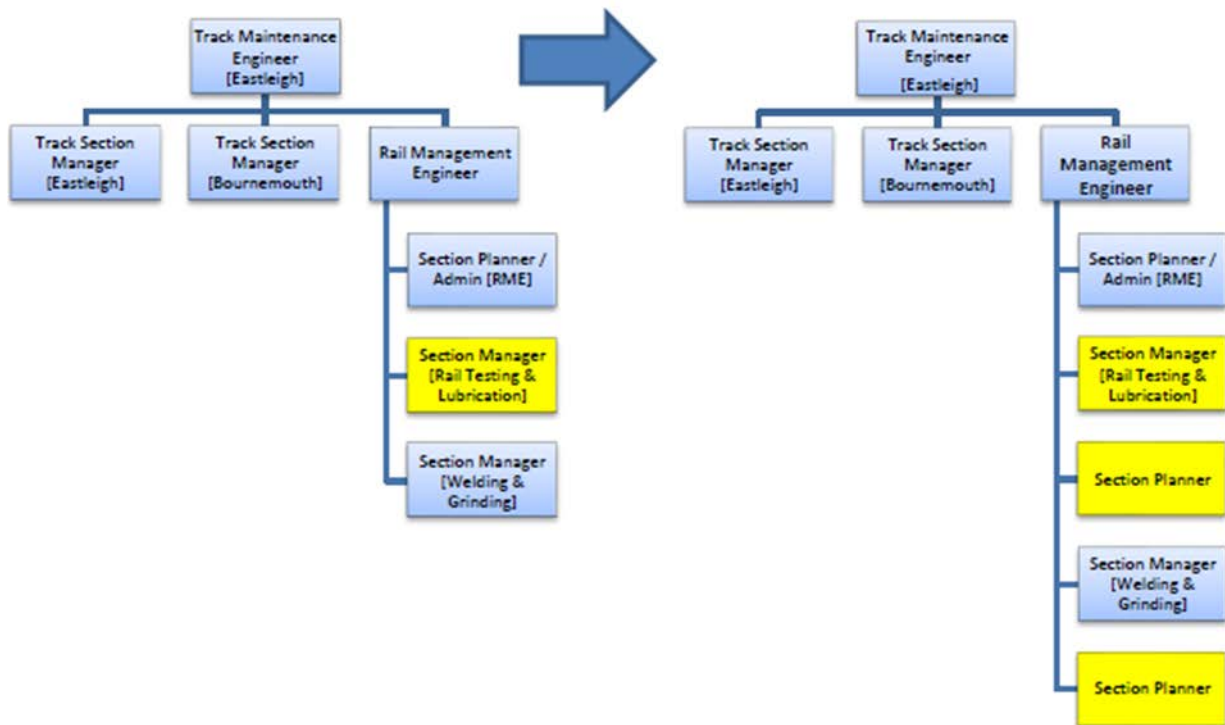 Track Maintenance
Engineer
[Eastleigh]
Track Section
Manager
[Eastleigh]
Track Section
Manager
[Bournemouth]
Rail Management
Engineer
Section Planner /
Admin [RME]
Section Manager
[Rail Testing &
Lubrication]
Section Manager
[Welding &
Grinding]
Track Maintenance
Engineer
[Eastleigh]
Track Section
Manager
[Eastleigh]
Track Section
Manager
[Bournemouth]
Rail
Management
Engineer
Section Planner /
Admin [RME]
Section Manager
[Rail Testing &
Lubrication]
Section Planner
Section Manager
[Welding &
Grinding]
Section Planner